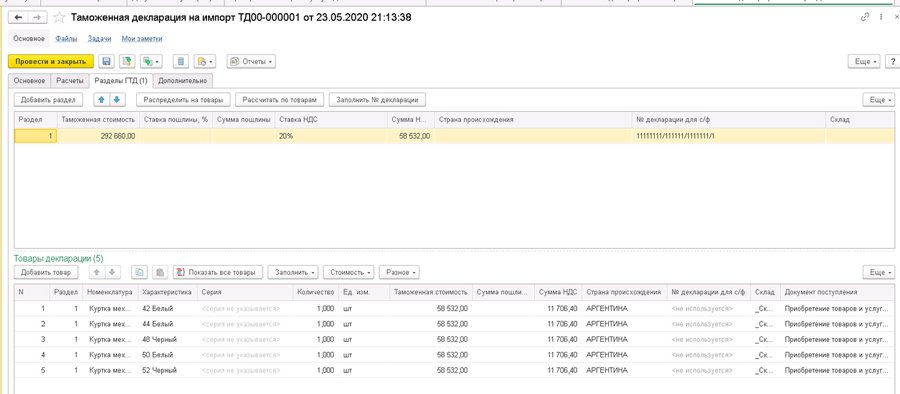 Таможенная декларация на импорт ТД00-000001 от 23.05.2020 21:13:38
Основное Файлы Задачи Мои заметки
Провести и закрыть Отчеты Еще ?
Основное Расчеты Разделы ГТД (1) Дополнительно
Добавить раздел Распределить на товары Рассчитать по товарам Заполнить № декларации Еще
Раздел Таможенная стоимость Ставка пошлины, % Сумма пошлины Ставка НДС Сумма Н... Страна происхождения № декларации для с/ф Склад
1 292 660,00 20% 58 532,00 11111111/111111/1111111/1
Товары декларации (5)
Добавить товар Показать все товары Заполнить Стоимость Разное Еще
N Раздел Номенклатура Характеристика Серия Количество Ед. изм. Таможенная стоимость Сумма пошли... Сумма НДС Страна происхождения № декларации для с/ф Склад Документ поступления
1 1 Куртка мех... 42 Белый <серия не указывается> 1,000 шт 58 532,00 11 706,40 АРГЕНТИНА <не используется> _Ск... Приобретение товаров и услуг...
2 1 Куртка мех... 44 Белый <серия не указывается> 1,000 шт 58 532,00 11 706,40 АРГЕНТИНА <не используется> _Ск... Приобретение товаров и услуг...
3 1 Куртка мех... 48 Черный <серия не указывается> 1,000 шт 58 532,00 11 706,40 АРГЕНТИНА <не используется> _Ск... Приобретение товаров и услуг...
4 1 Куртка мех... 50 Белый <серия не указывается> 1,000 шт 58 532,00 11 706,40 АРГЕНТИНА <не используется> _Ск... Приобретение товаров и услуг...
5 1 Куртка мех... 52 Черный <серия не указывается> 1,000 шт 58 532,00 11 706,40 АРГЕНТИНА <не используется> _Ск... Приобретение товаров и услуг...